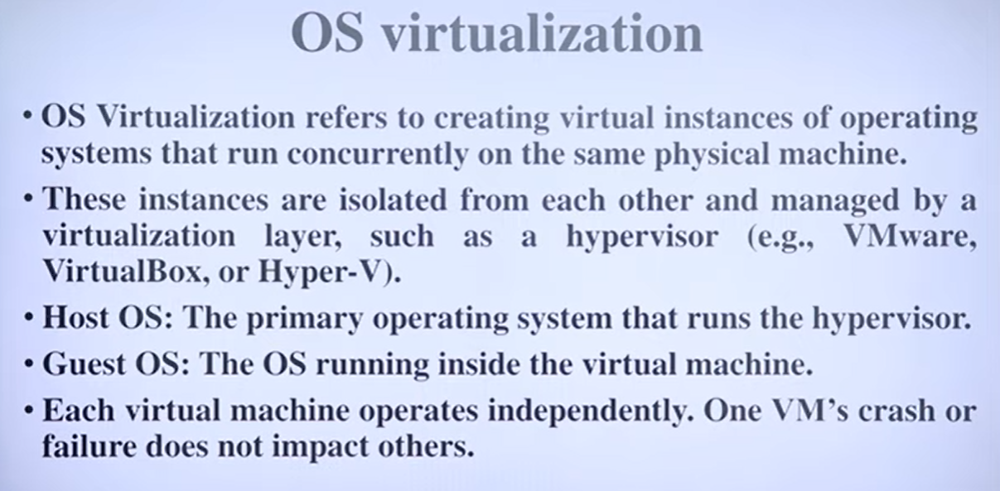 OS virtualization
• OS Virtualization refers to creating virtual instances of operating
systems that run concurrently on the same physical machine.
• These instances are isolated from each other and managed by a
virtualization layer, such as a hypervisor (e.g., VMware,
VirtualBox, or Hyper-V).
• Host OS: The primary operating system that runs the hypervisor.
• Guest OS: The OS running inside the virtual machine.
• Each virtual machine operates independently. One VM’s crash or
failure does not impact others.